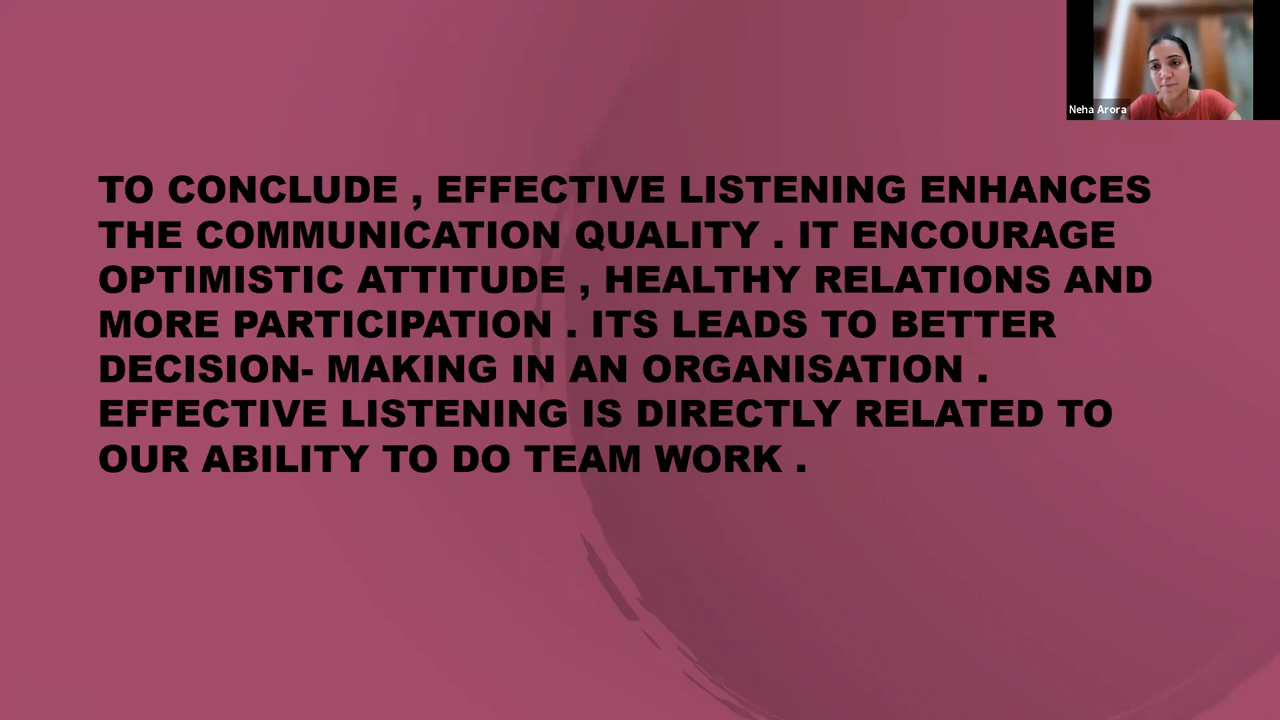 Neha Arora
TO CONCLUDE , EFFECTIVE LISTENING ENHANCES
THE COMMUNICATION QUALITY . IT ENCOURAGE
OPTIMISTIC ATTITUDE , HEALTHY RELATIONS AND
MORE PARTICIPATION . ITS LEADS TO BETTER
DECISION- MAKING IN AN ORGANISATION .
EFFECTIVE LISTENING IS DIRECTLY RELATED TO
OUR ABILITY TO DO TEAM WORK .